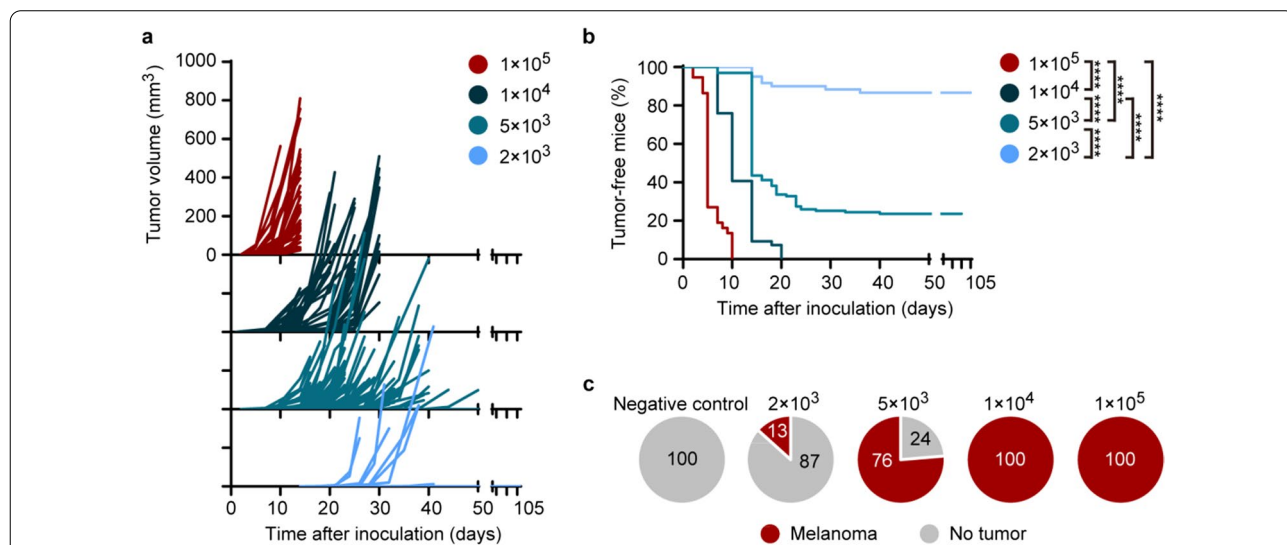 a
1000
800
600
400
200
0
Tumor volume (mm³)
1×10⁵
1×10⁴
5×10³
2×10³
0 10 20 30 40 50 105
Time after inoculation (days)
b
100
80
60
40
20
0
Tumor-free mice (%)
0 10 20 30 40 50 105
Time after inoculation (days)
1×10⁵
1×10⁴
5×10³
2×10³
****
****
****
****
****
****
c
Negative control 2×10³ 5×10³ 1×10⁴ 1×10⁵
100 13 87 76 24 100 100
Melanoma No tumor